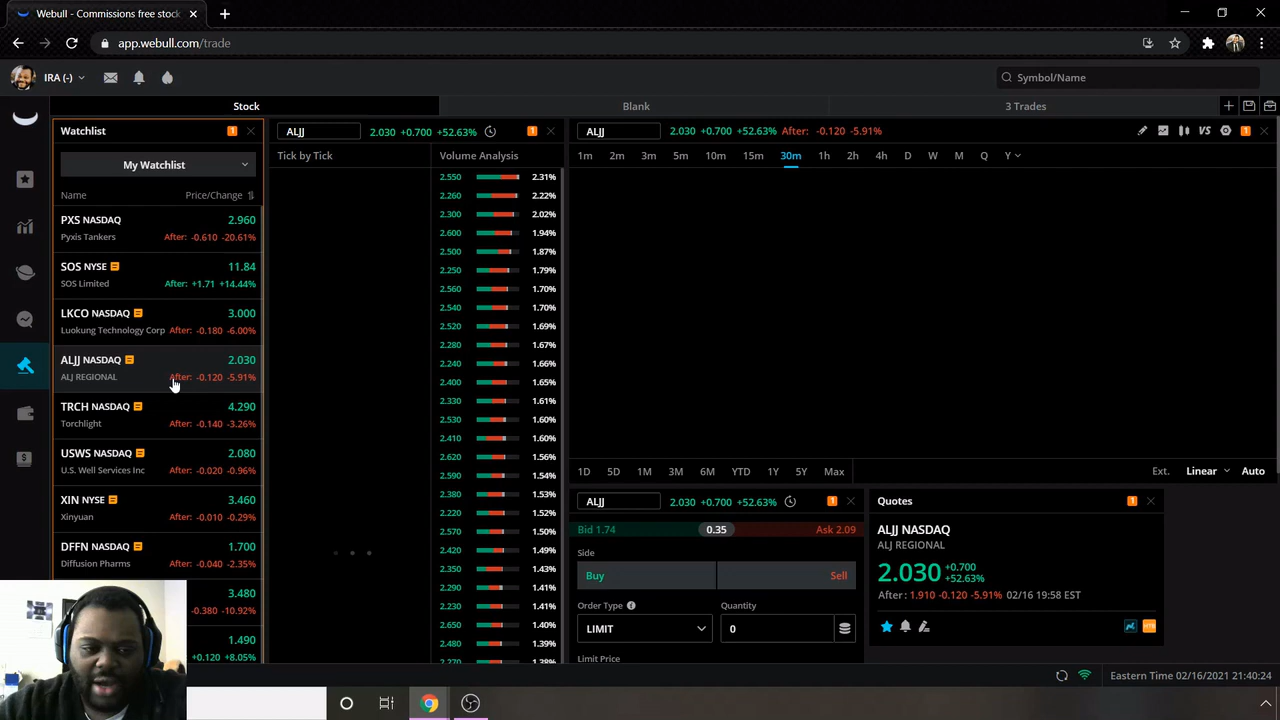 Webull - Commissions free stock
app.webull.com/trade
IRA (-)
Symbol/Name
Stock
Blank
3 Trades
Watchlist
1
My Watchlist
Name
Price/Change
PXS NASDAQ
2.960
Pyxis Tankers
After: -0.610 -20.61%
SOS NYSE
11.84
SOS Limited
After: +1.71 +14.44%
LKCO NASDAQ
3.000
Luokung Technology Corp
After: -0.180 -6.00%
ALJJ NASDAQ
2.030
ALJ REGIONAL
After: -0.120 -5.91%
TRCH NASDAQ
4.290
Torchlight
After: -0.140 -3.26%
USWS NASDAQ
2.080
U.S. Well Services Inc
After: -0.020 -0.96%
XIN NYSE
3.460
Xinyuan
After: -0.010 -0.29%
DFFN NASDAQ
1.700
Diffusion Pharms
After: -0.040 -2.35%
3.480
-0.380 -10.92%
1.490
+0.120 +8.05%
ALJJ
2.030 +0.700 +52.63%
1
Tick by Tick
Volume Analysis
2.550 2.31%
2.260 2.22%
2.300 2.02%
2.600 1.94%
2.500 1.87%
2.250 1.79%
2.560 1.70%
2.540 1.70%
2.520 1.69%
2.280 1.67%
2.240 1.66%
2.400 1.65%
2.330 1.61%
2.530 1.60%
2.410 1.60%
2.620 1.56%
2.590 1.54%
2.380 1.53%
2.220 1.52%
2.570 1.50%
2.420 1.49%
2.350 1.43%
2.290 1.41%
2.230 1.41%
2.650 1.40%
2.480 1.39%
2.270 1.38%
ALJJ
2.030 +0.700 +52.63% After: -0.120 -5.91%
VS
1
1m 2m 3m 5m 10m 15m 30m 1h 2h 4h D W M Q Y
1D 5D 1M 3M 6M YTD 1Y 5Y Max
Ext. Linear Auto
ALJJ
2.030 +0.700 +52.63%
1
Bid 1.74
0.35
Ask 2.09
Side
Buy
Sell
Order Type
Quantity
LIMIT
0
Limit Price
Quotes
1
ALJJ NASDAQ
ALJ REGIONAL
2.030
+0.700
+52.63%
After: 1.910 -0.120 -5.91% 02/16 19:58 EST
Eastern Time 02/16/2021 21:40:24